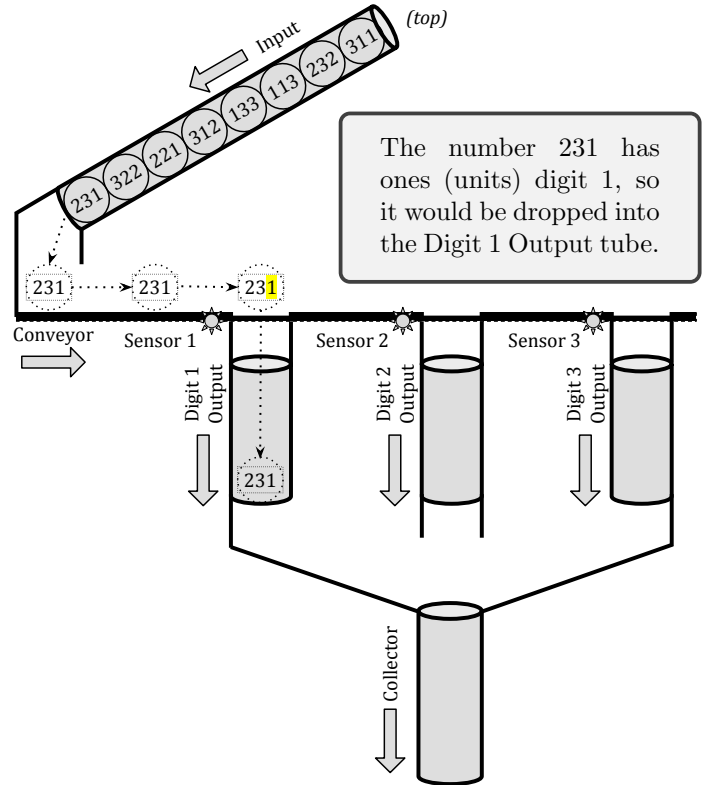 (top)
Input
311
232
113
133
312
221
322
231
The number 231 has
ones (units) digit 1, so
it would be dropped into
the Digit 1 Output tube.
231
231
231
Conveyor
Sensor 1
Sensor 2
Sensor 3
Digit 1
Output
Digit 2
Output
Digit 3
Output
231
Collector